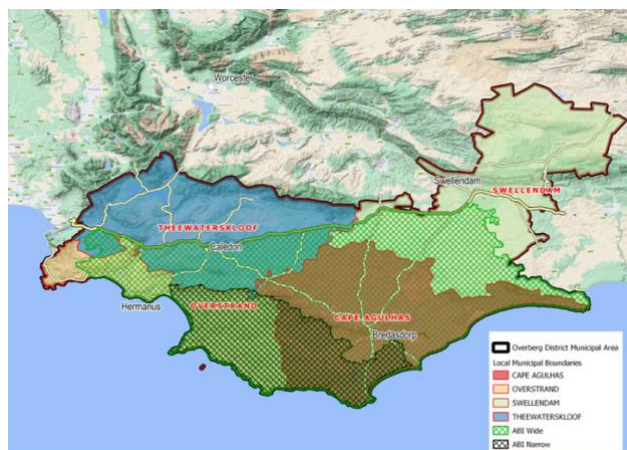 Worcester
Swellendam
SWELLENDAM
THEEWATERSKLOOF
Caledon
Hermanus
OVERSTRAND
CAPE AGULHAS
Bredasdorp
Overberg District Municipal Area
Local Municipal Boundaries
CAPE AGULHAS
OVERSTRAND
SWELLENDAM
THEEWATERSKLOOF
ABI Wide
ABI Narrow